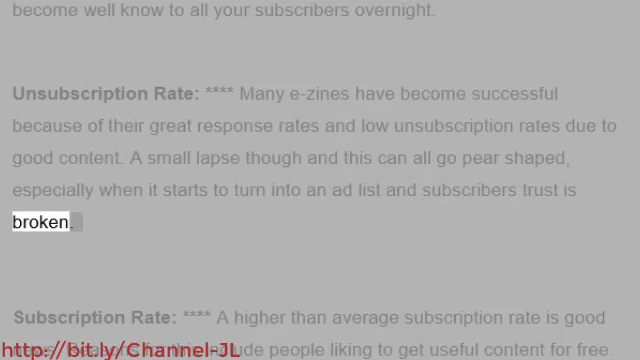 become well know to all your subscribers overnight.
Unsubscription Rate: **** Many e-zines have become successful
because of their great response rates and low unsubscription rates due to
good content. A small lapse though and this can all go pear shaped,
especially when it starts to turn into an ad list and subscribers trust is
broken.
Subscription Rate: **** A higher than average subscription rate is good
for this include people liking to get useful content for free.
http://bit.ly/Channel-JL